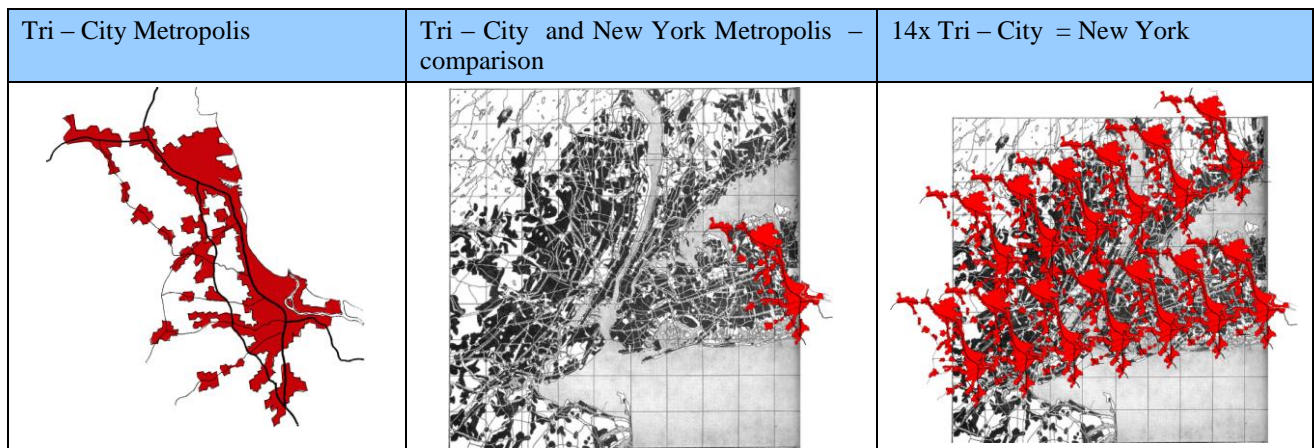 Tri – City Metropolis
Tri – City and New York Metropolis –
comparison
14x Tri – City = New York